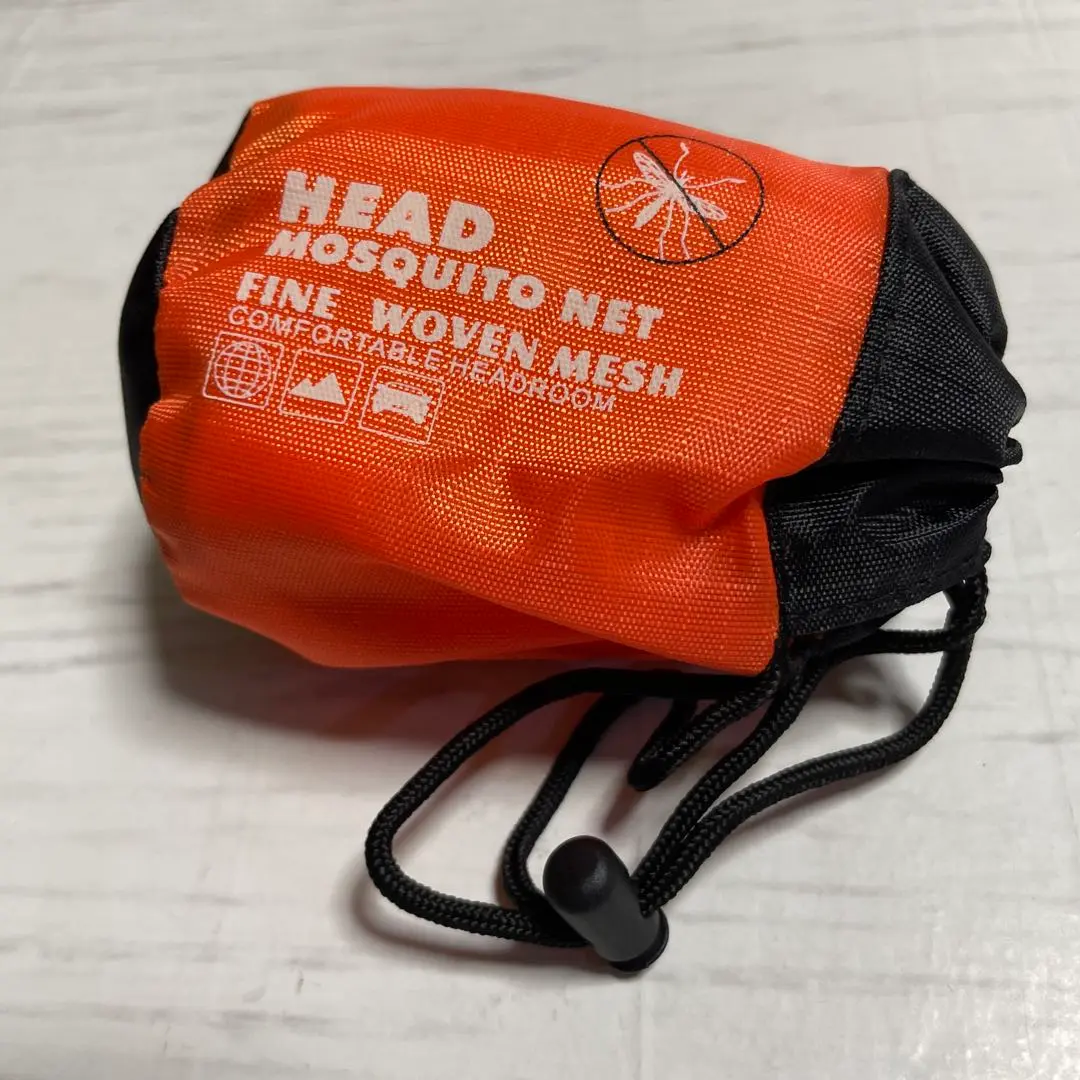 HEAD
MOSQUITO NET
FINE WOVEN MESH
COMFORTABLE HEADROOM